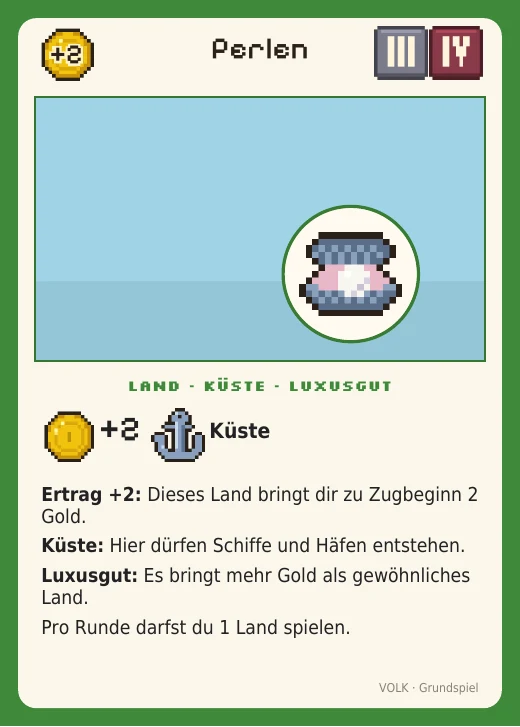 +2
Perlen
III IV
LAND · KÜSTE · LUXUSGUT
+2 Küste
Ertrag +2: Dieses Land bringt dir zu Zugbeginn 2
Gold.
Küste: Hier dürfen Schiffe und Häfen entstehen.
Luxusgut: Es bringt mehr Gold als gewöhnliches
Land.
Pro Runde darfst du 1 Land spielen.
VOLK · Grundspiel